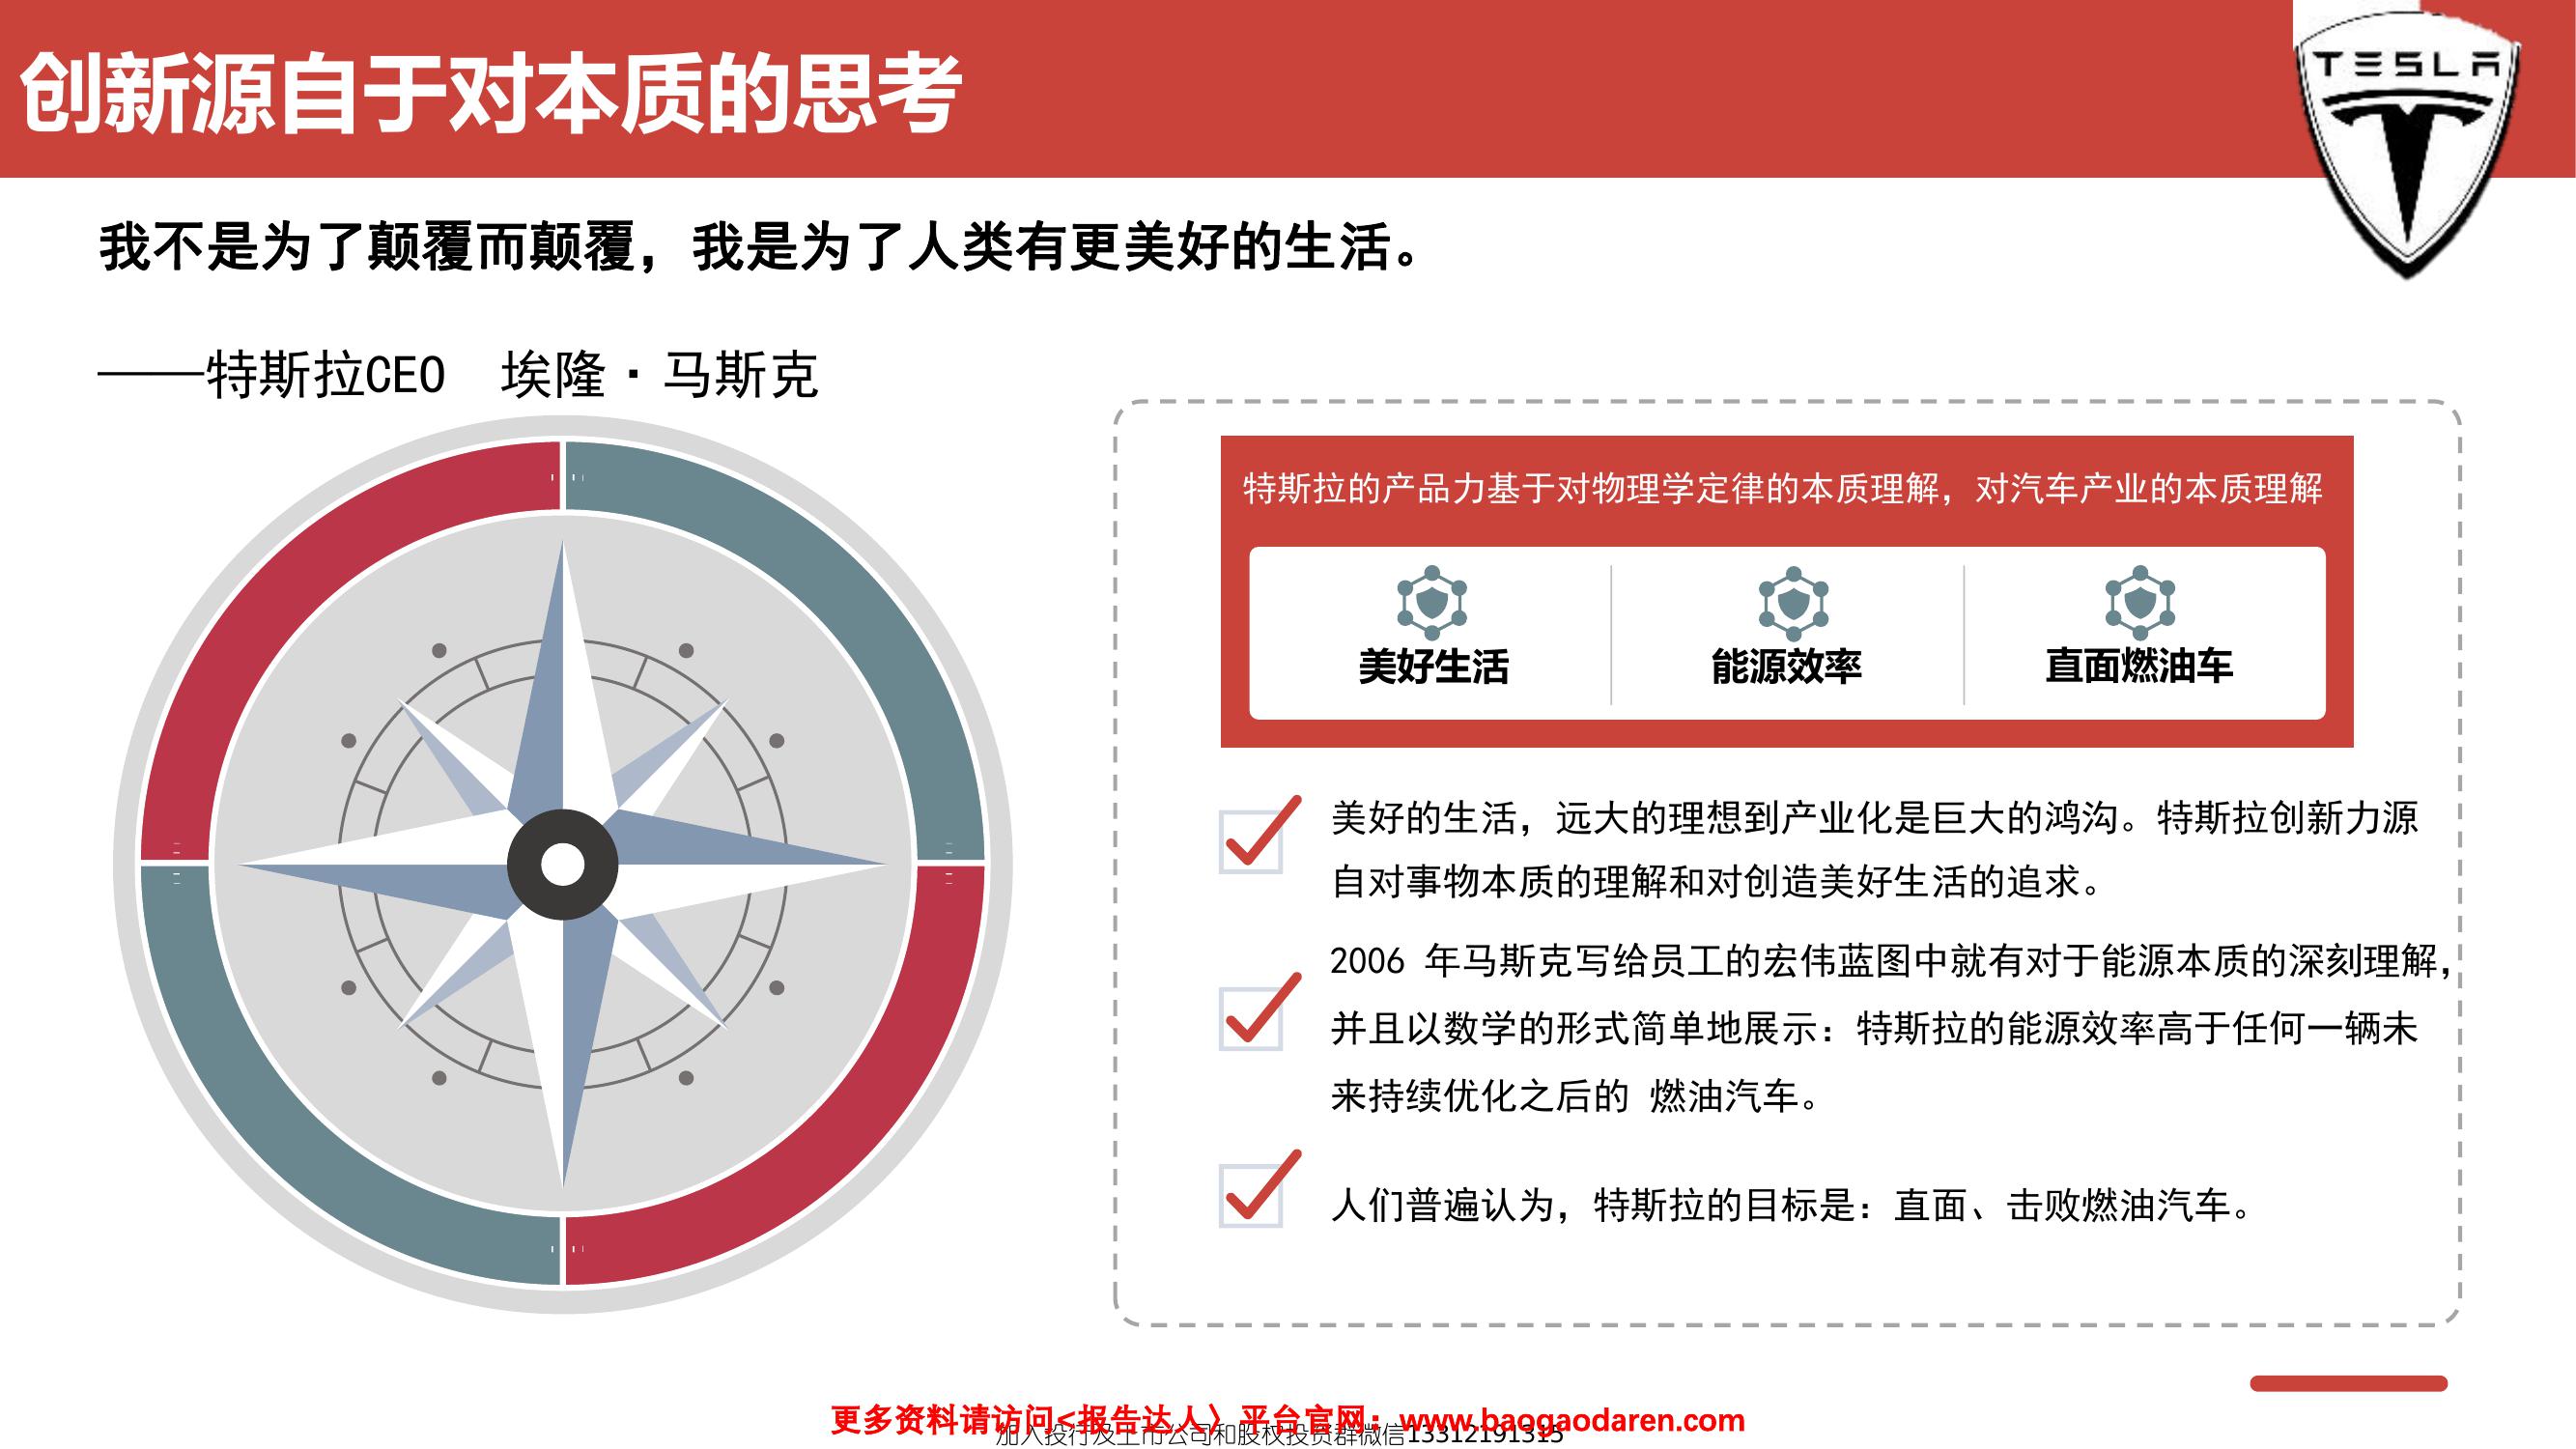 创新源自于对本质的思考
TESLA
我不是为了颠覆而颠覆，我是为了人类有更美好的生活。
——特斯拉CEO 埃隆·马斯克
特斯拉的产品力基于对物理学定律的本质理解，对汽车产业的本质理解
美好生活
能源效率
直面燃油车
美好的生活，远大的理想到产业化是巨大的鸿沟。特斯拉创新力源
自对事物本质的理解和对创造美好生活的追求。
2006 年马斯克写给员工的宏伟蓝图中就有对于能源本质的深刻理解，
并且以数学的形式简单地展示：特斯拉的能源效率高于任何一辆未
来持续优化之后的 燃油汽车。
人们普遍认为，特斯拉的目标是：直面、击败燃油汽车。
更多资料请访问<报告达人〉平台官网：www.baogaodaren.com
加入投行及上市公司和股权投资群微信13312191315